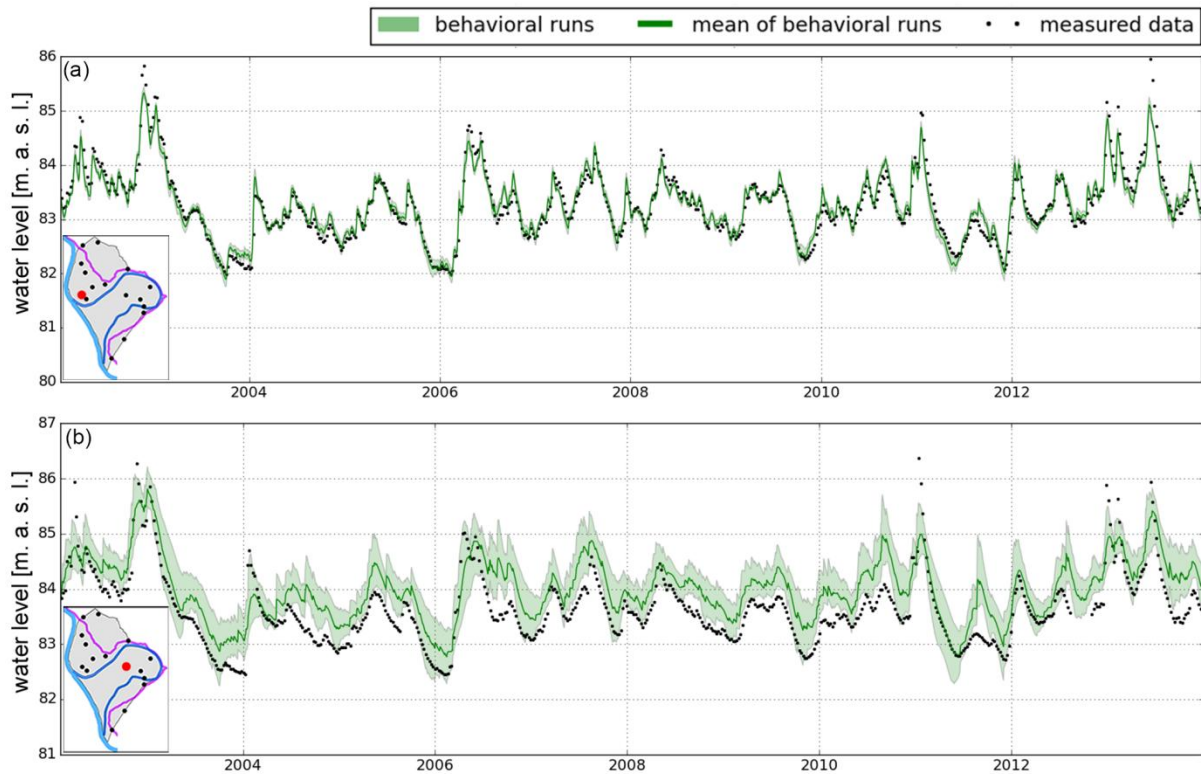 behavioral runs mean of behavioral runs measured data
(a)
water level [m. a. s. l.]
86
85
84
83
82
81
80
2004 2006 2008 2010 2012
(b)
water level [m. a. s. l.]
87
86
85
84
83
82
81
2004 2006 2008 2010 2012